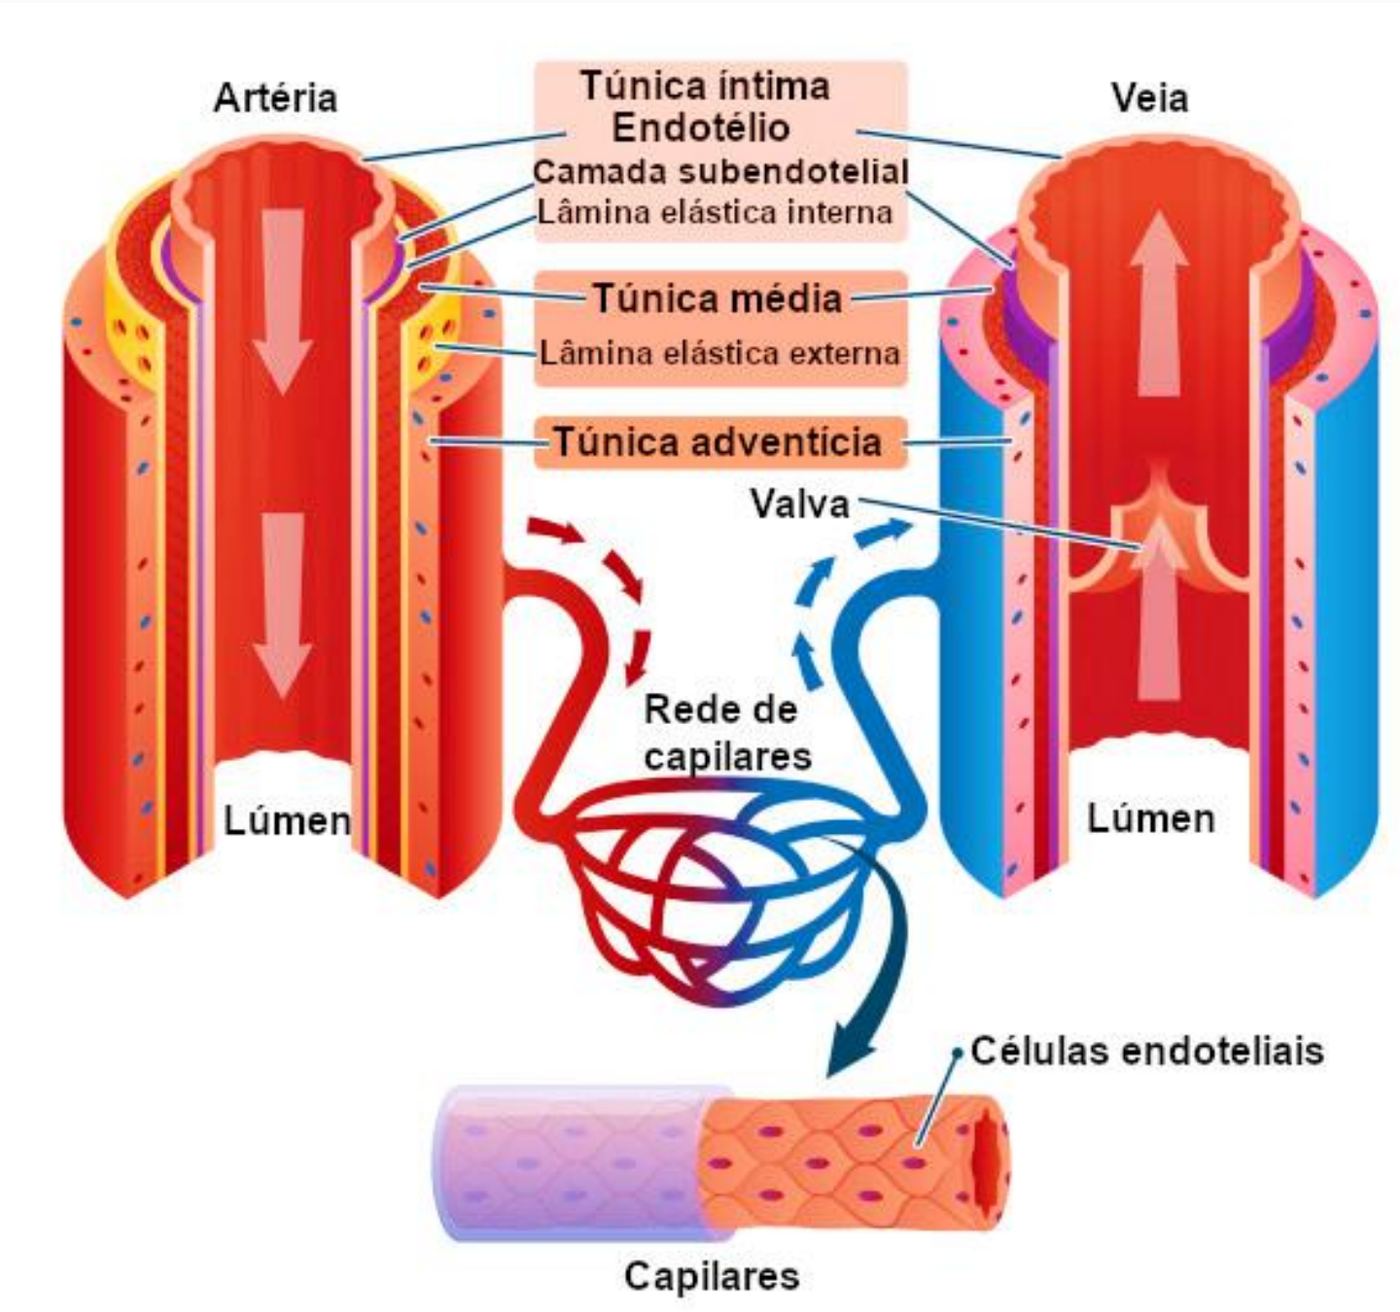 Artéria
Túnica íntima
Endotélio
Camada subendotelial
Lâmina elástica interna
Veia
Túnica média
Lâmina elástica externa
Túnica adventícia
Valva
Rede de
capilares
Lúmen
Lúmen
Células endoteliais
Capilares